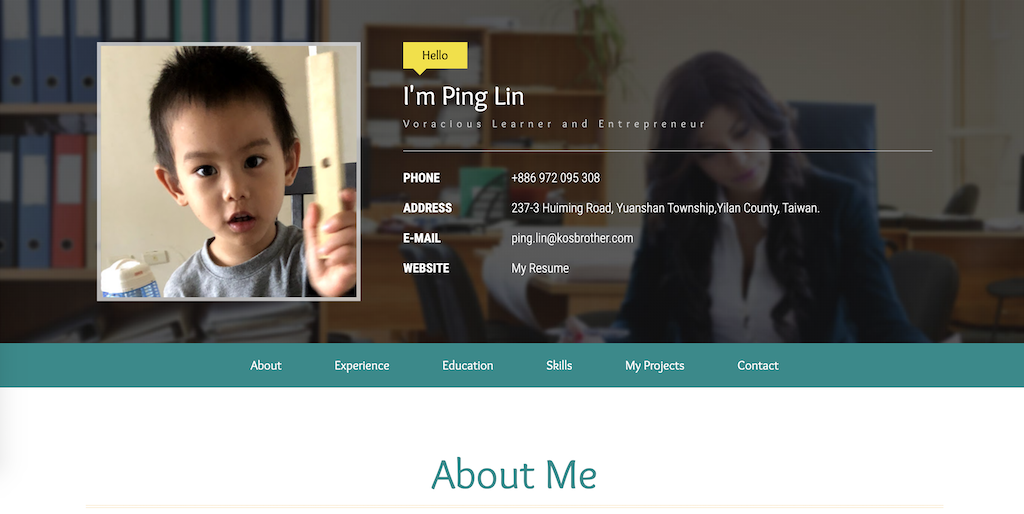 Hello
I'm Ping Lin
Voracious Learner and Entrepreneur
PHONE +886 972 095 308
ADDRESS 237-3 Huiming Road, Yuanshan Township,Yilan County, Taiwan.
E-MAIL ping.lin@kosbrother.com
WEBSITE My Resume
About Experience Education Skills My Projects Contact
About Me